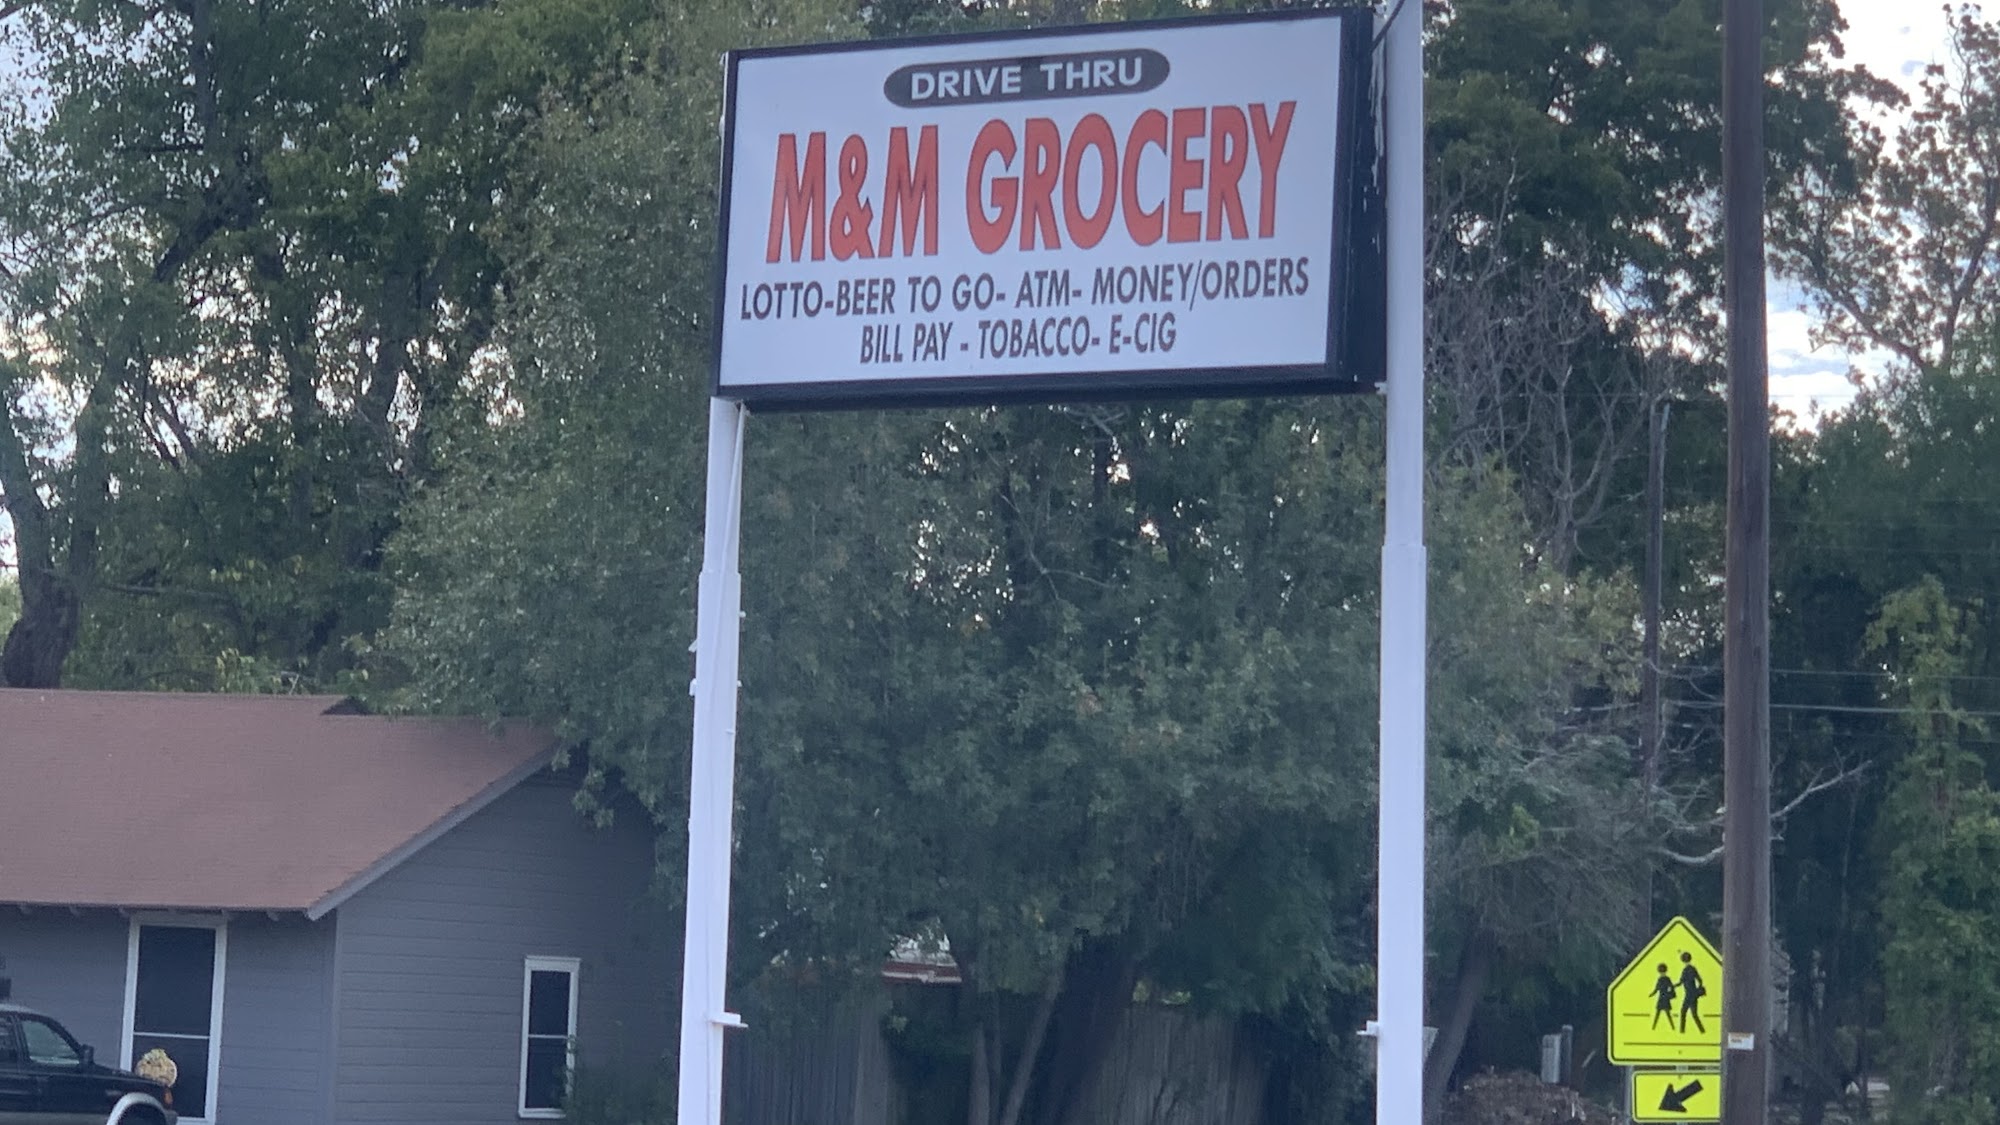 DRIVE THRU
M&M GROCERY
LOTTO-BEER TO GO- ATM- MONEY/ORDERS
BILL PAY - TOBACCO- E-CIG